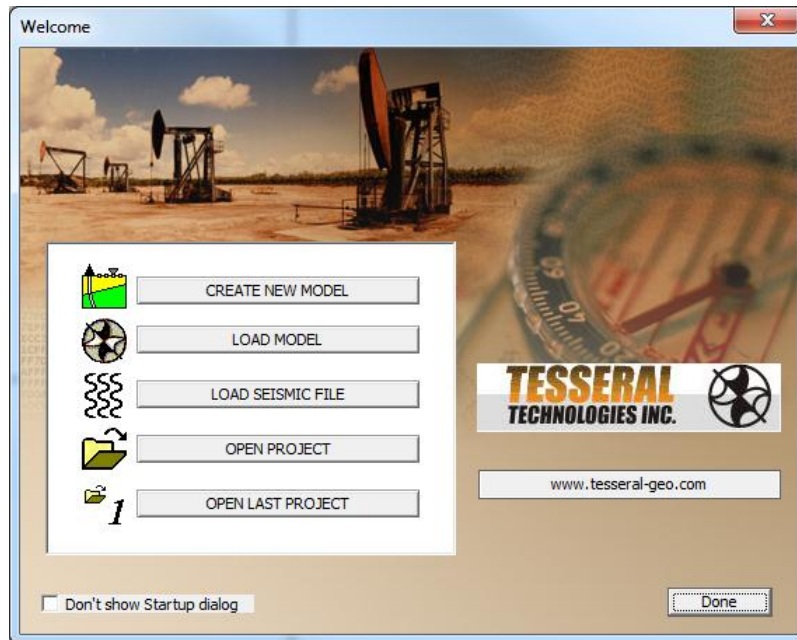 Welcome
CREATE NEW MODEL
LOAD MODEL
LOAD SEISMIC FILE
OPEN PROJECT
1
OPEN LAST PROJECT
TESSERAL
TECHNOLOGIES INC.
www.tesseral-geo.com
Don't show Startup dialog
Done